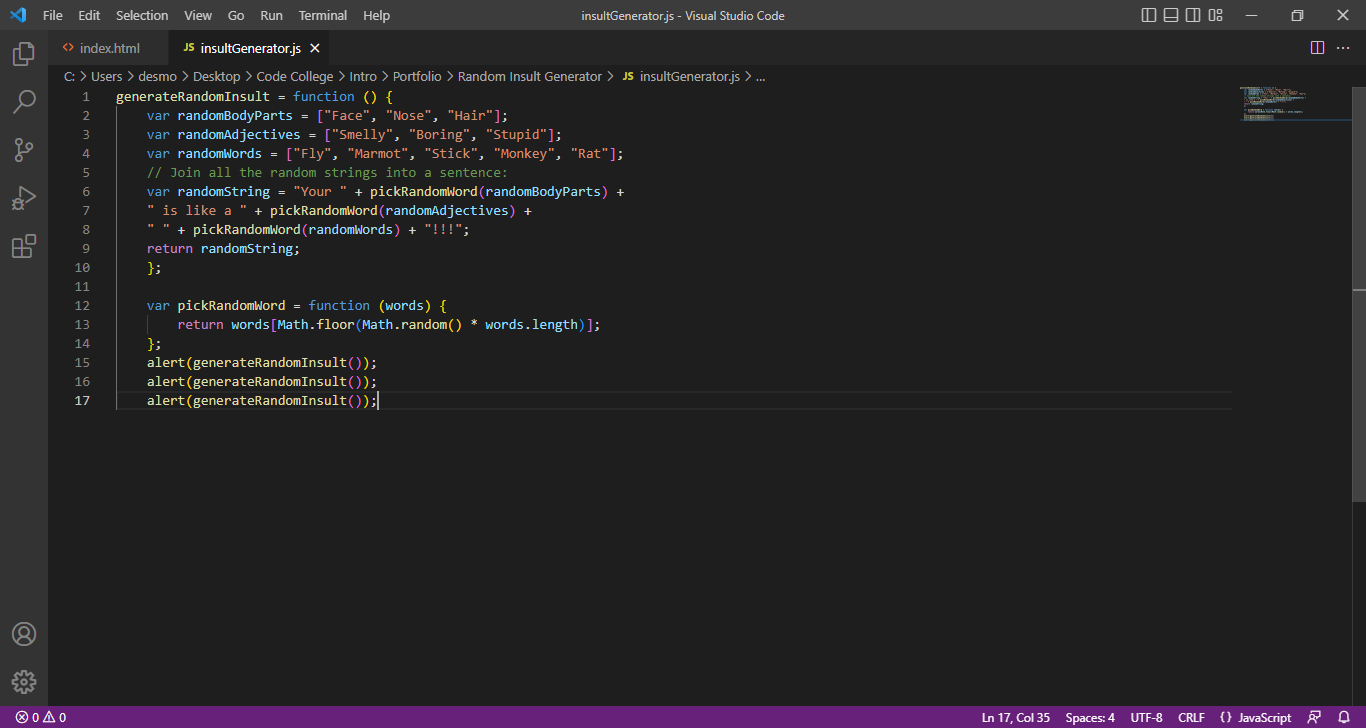 File Edit Selection View Go Run Terminal Help insultGenerator.js - Visual Studio Code
<> index.html JS insultGenerator.js ×
C: > Users > desmo > Desktop > Code College > Intro > Portfolio > Random Insult Generator > JS insultGenerator.js > ...
1 generateRandomInsult = function () {
2 var randomBodyParts = ["Face", "Nose", "Hair"];
3 var randomAdjectives = ["Smelly", "Boring", "Stupid"];
4 var randomWords = ["Fly", "Marmot", "Stick", "Monkey", "Rat"];
5 // Join all the random strings into a sentence:
6 var randomString = "Your " + pickRandomWord(randomBodyParts) +
7 " is like a " + pickRandomWord(randomAdjectives) +
8 " " + pickRandomWord(randomWords) + "!!!";
9 return randomString;
10 };
11
12 var pickRandomWord = function (words) {
13 return words[Math.floor(Math.random() * words.length)];
14 };
15 alert(generateRandomInsult());
16 alert(generateRandomInsult());
17 alert(generateRandomInsult());
0 0 Ln 17, Col 35 Spaces: 4 UTF-8 CRLF {} JavaScript